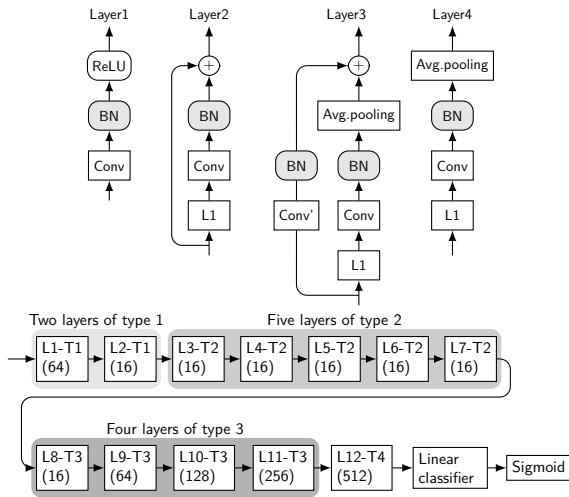 Layer1 Layer2 Layer3 Layer4
ReLU + + Avg.pooling
BN BN Avg.pooling BN
Conv Conv BN BN Conv
L1 Conv' Conv L1
L1
Two layers of type 1 Five layers of type 2
L1-T1 L2-T1 L3-T2 L4-T2 L5-T2 L6-T2 L7-T2
(64) (16) (16) (16) (16) (16) (16)
Four layers of type 3
L8-T3 L9-T3 L10-T3 L11-T3 L12-T4 Linear Sigmoid
(16) (64) (128) (256) (512) classifier